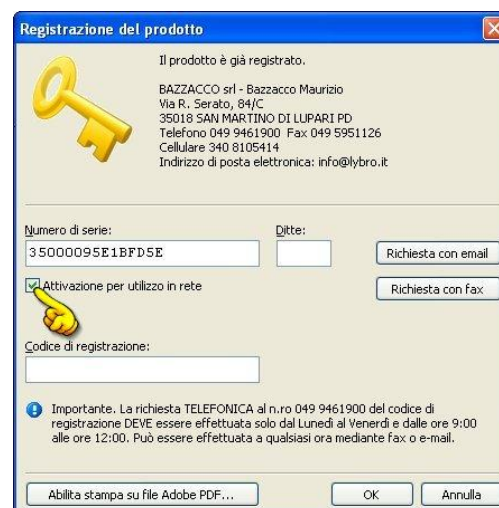 Registrazione del prodotto
Il prodotto è già registrato.
BAZZACCO srl - Bazzacco Maurizio
Via R. Serato, 84/C
35018 SAN MARTINO DI LUPARI PD
Telefono 049 9461900 Fax 049 5951126
Cellulare 340 8105414
Indirizzo di posta elettronica: info@lybro.it
Numero di serie:
Ditte:
35000095E1BFD5E
Richiesta con email
Attivazione per utilizzo in rete
Richiesta con fax
Codice di registrazione:
Importante. La richiesta TELEFONICA al n.ro 049 9461900 del codice di
registrazione DEVE essere effettuata solo dal Lunedì al Venerdì e dalle ore 9:00
alle ore 12:00. Può essere effettuata a qualsiasi ora mediante fax o e-mail.
Abilita stampa su file Adobe PDF...
OK
Annulla